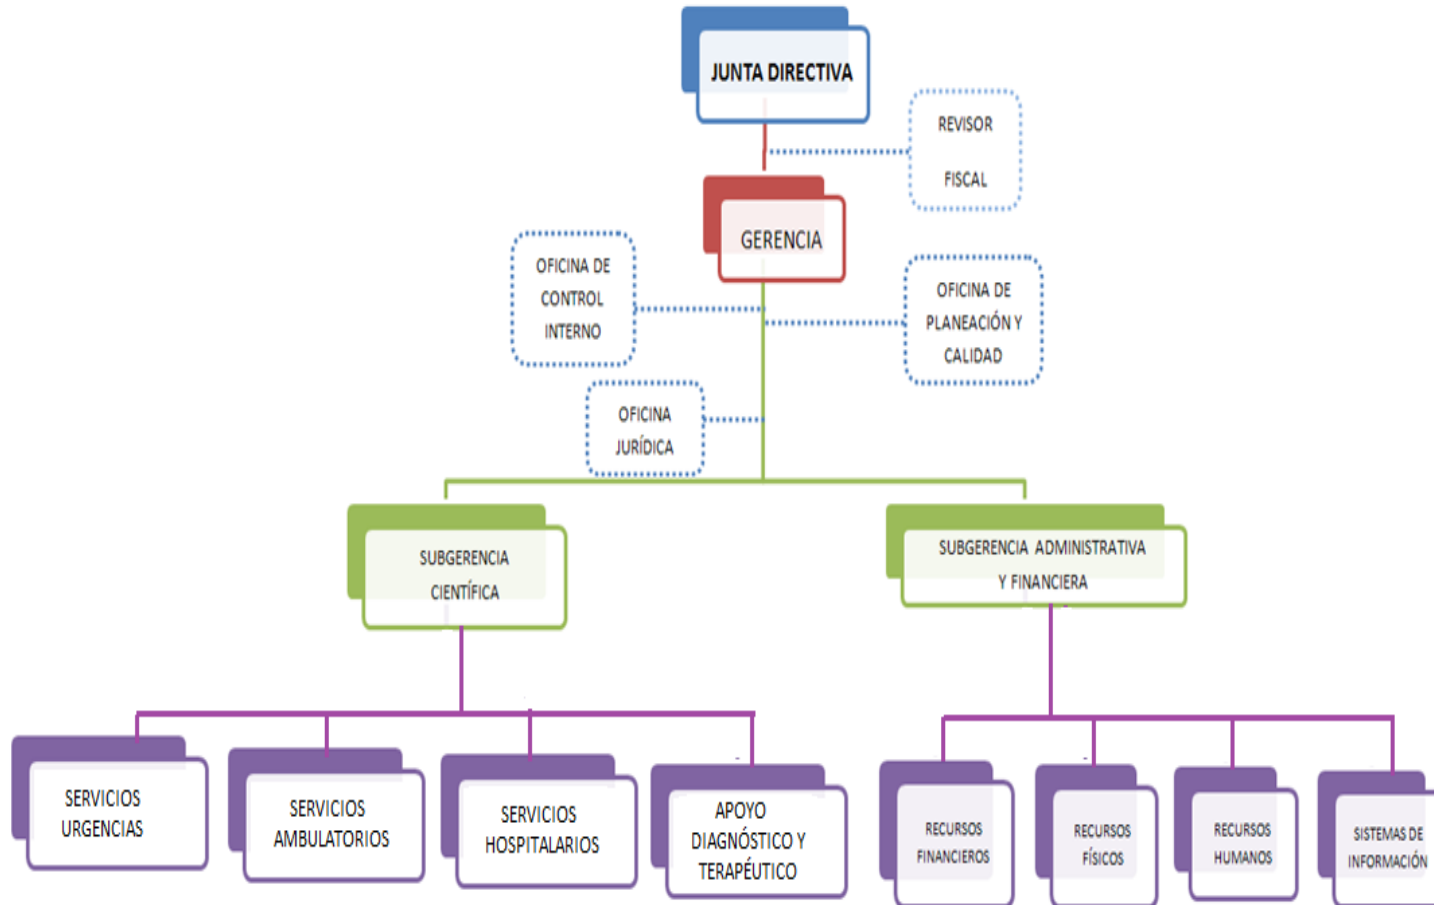 JUNTA DIRECTIVA
REVISOR
FISCAL
GERENCIA
OFICINA DE
CONTROL
INTERNO
OFICINA DE
PLANEACIÓN Y
CALIDAD
OFICINA
JURÍDICA
SUBGERENCIA
CIENTÍFICA
SUBGERENCIA ADMINISTRATIVA
Y FINANCIERA
SERVICIOS
URGENCIAS
SERVICIOS
AMBULATORIOS
SERVICIOS
HOSPITALARIOS
APOYO
DIAGNÓSTICO Y
TERAPÉUTICO
RECURSOS
FINANCIEROS
RECURSOS
FÍSICOS
RECURSOS
HUMANOS
SISTEMAS DE
INFORMACIÓN